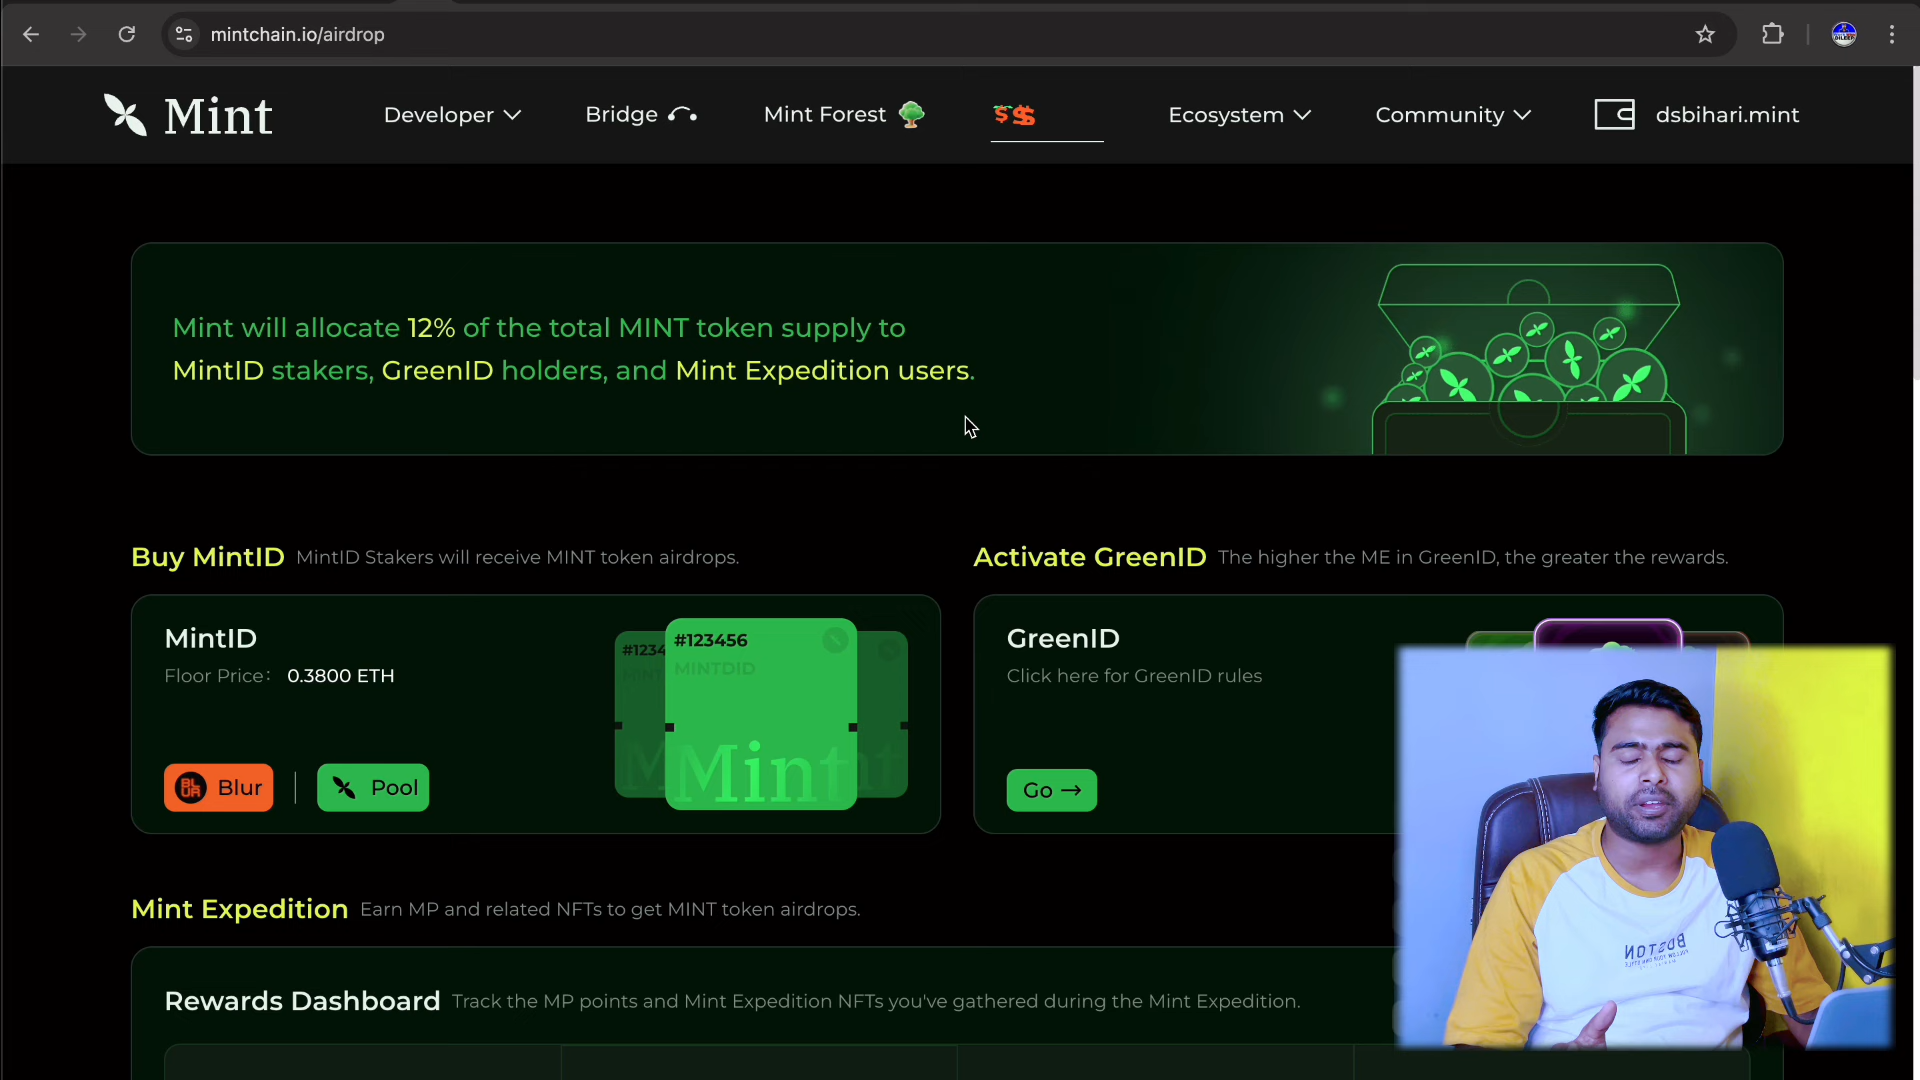 mintchain.io/airdrop
Mint
Developer
Bridge
Mint Forest
$$
Ecosystem
Community
dsbihari.mint
Mint will allocate 12% of the total MINT token supply to
MintID stakers, GreenID holders, and Mint Expedition users.
Buy MintID MintID Stakers will receive MINT token airdrops.
Activate GreenID The higher the ME in GreenID, the greater the rewards.
MintID
Floor Price: 0.3800 ETH
#1234
#123456
MINTDID
Mint
Blur
Pool
GreenID
Click here for GreenID rules
Go →
BOSTON
Mint Expedition Earn MP and related NFTs to get MINT token airdrops.
Rewards Dashboard Track the MP points and Mint Expedition NFTs you've gathered during the Mint Expedition.